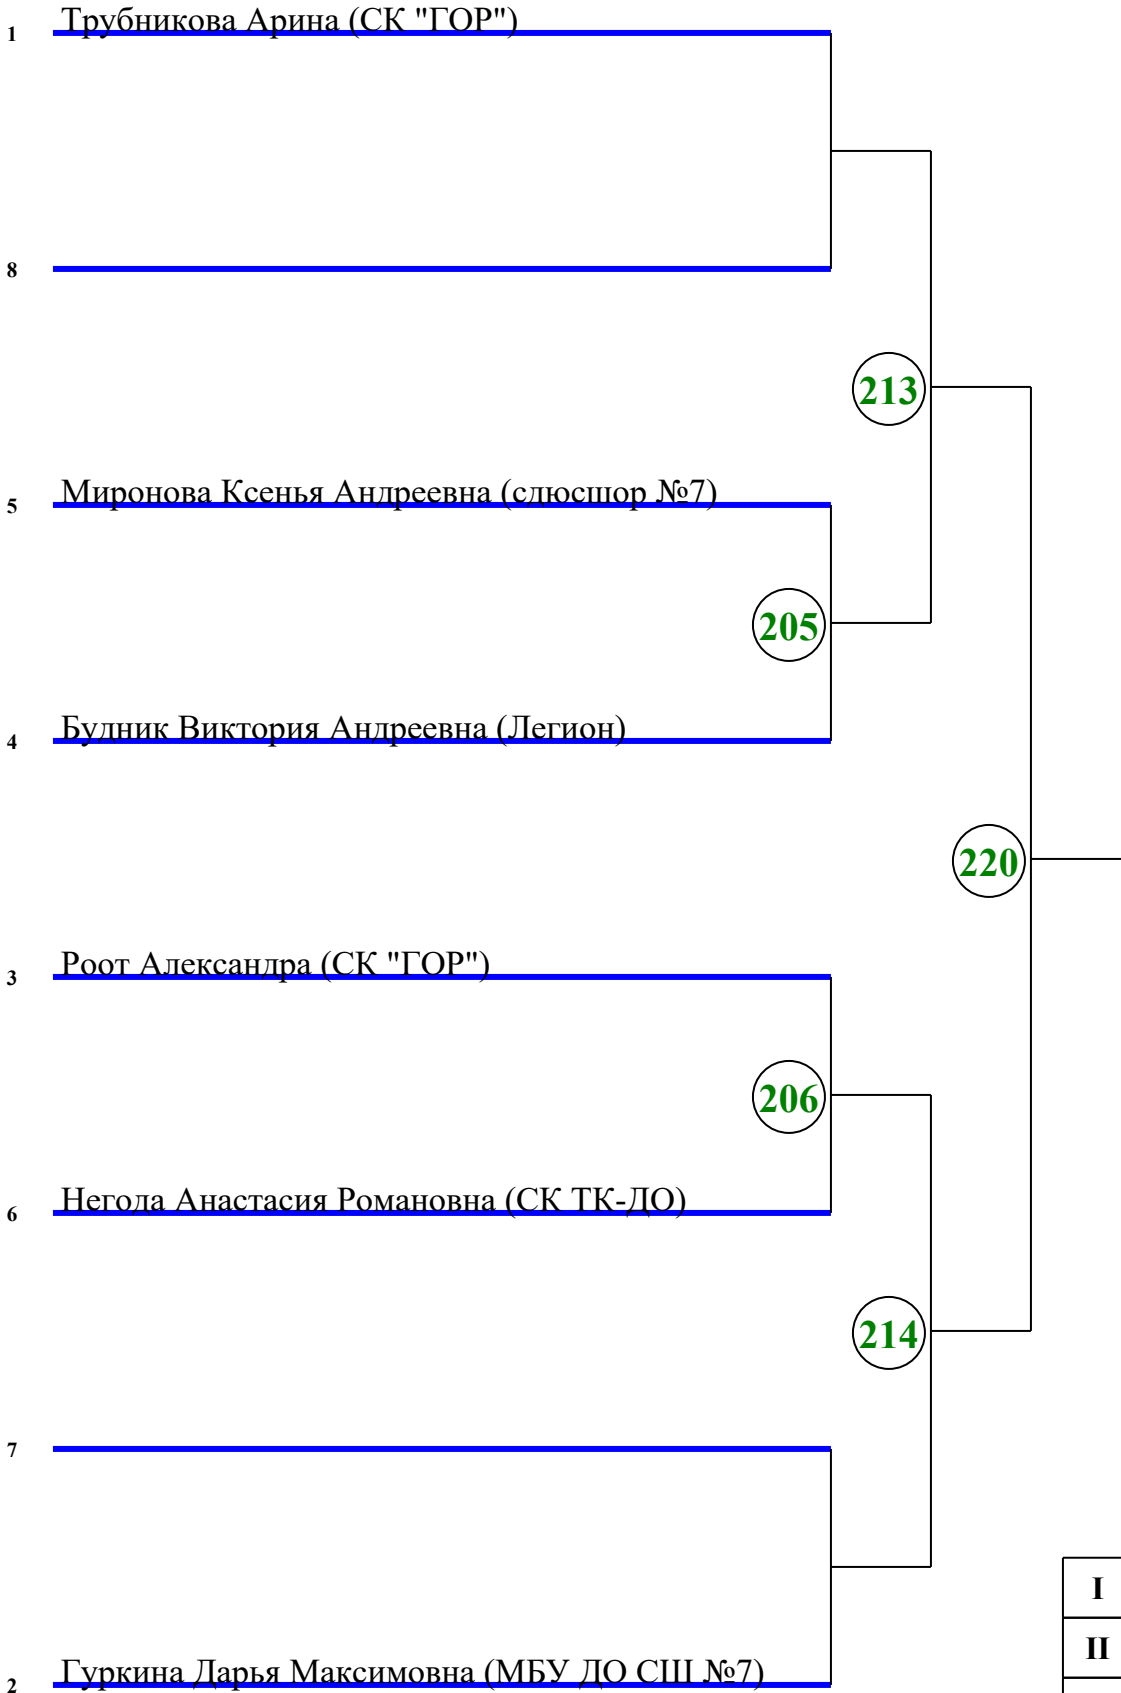 1 Трубникова Арина (СК "ГОР")
8
213
5 Миронова Ксенья Андреевна (сдюсшор №7)
205
4 Будник Виктория Андреевна (Легион)
220
3 Роот Александра (СК "ГОР")
206
6 Негода Анастасия Романовна (СК ТК-ДО)
214
7
I
II
2 Гуркина Дарья Максимовна (МБУ ДО СШ №7)